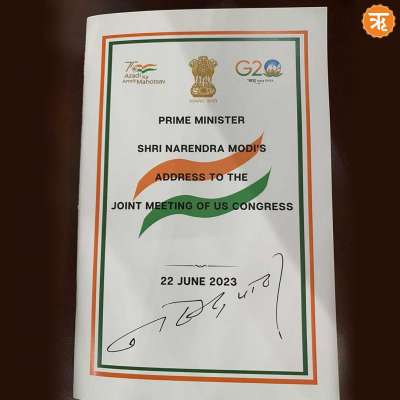 ऋ
75
Azadi Ka
Amrit Mahotsav
G20
PRIME MINISTER
SHRI NARENDRA MODI'S
ADDRESS TO THE
JOINT MEETING OF US CONGRESS
22 JUNE 2023